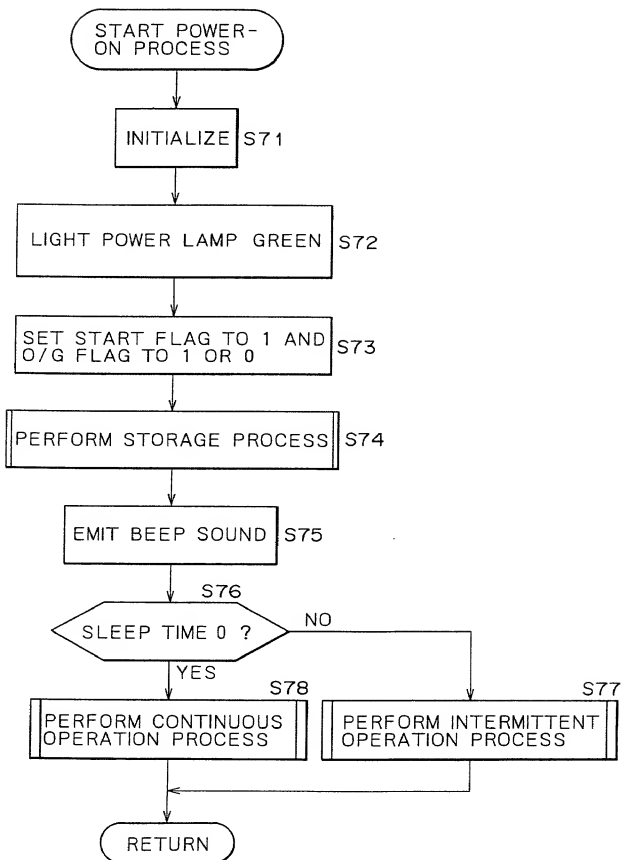 START POWER-
ON PROCESS
INITIALIZE S71
LIGHT POWER LAMP GREEN S72
SET START FLAG TO 1 AND
O/G FLAG TO 1 OR 0
S73
PERFORM STORAGE PROCESS S74
EMIT BEEP SOUND S75
S76
SLEEP TIME 0 ?
NO
YES
S78
PERFORM CONTINUOUS
OPERATION PROCESS
S77
PERFORM INTERMITTENT
OPERATION PROCESS
RETURN